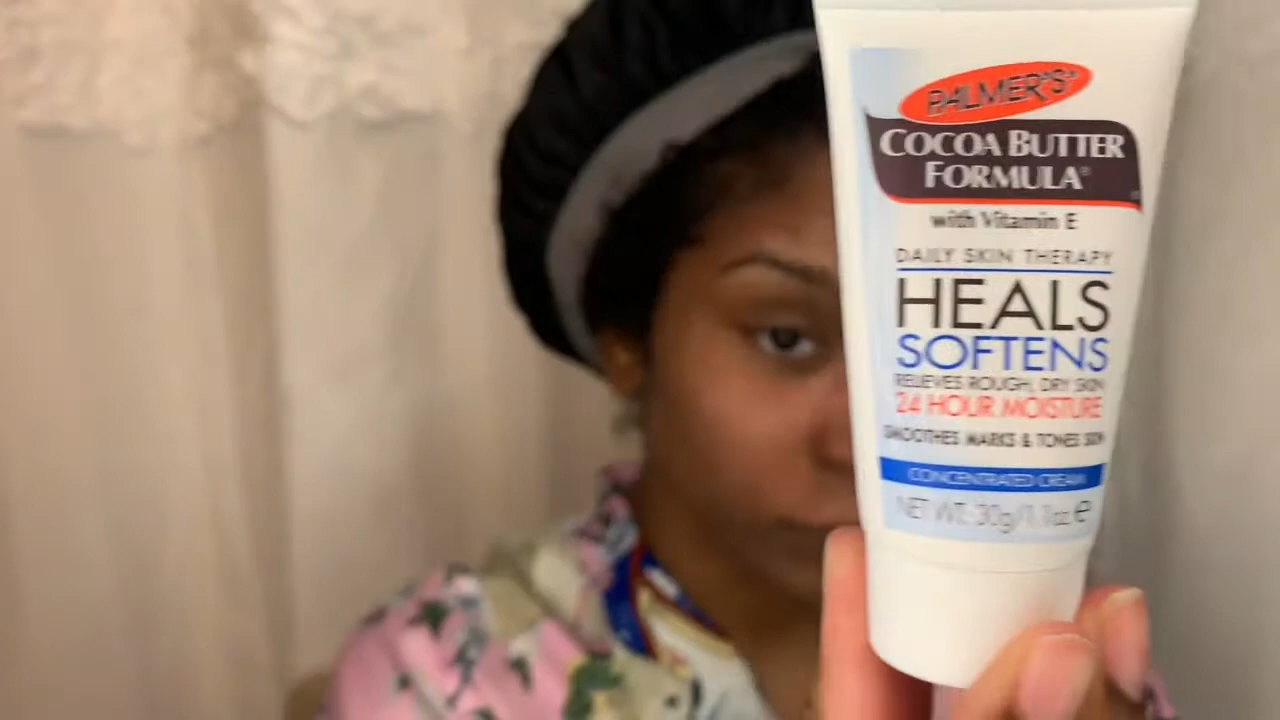 PALMER'S®
COCOA BUTTER
FORMULA®
with Vitamin E
DAILY SKIN THERAPY
HEALS
SOFTENS
RELIEVES ROUGH, DRY SKIN
24 HOUR MOISTURE
SMOOTHES MARKS & TONES SKIN
CONCENTRATED CREAM
NET WT. 30g/1.1oz e